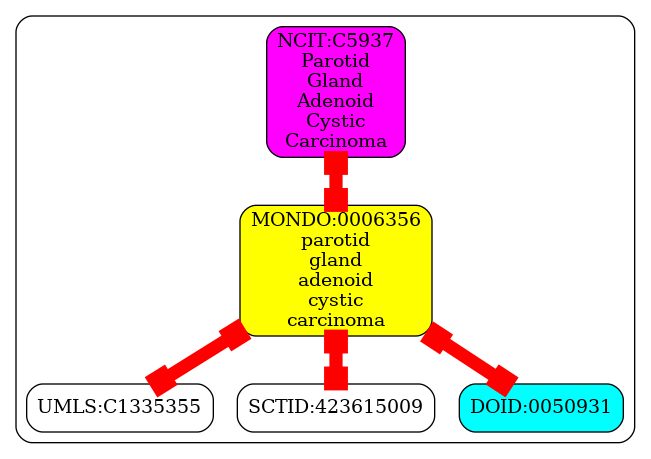 NCIT:C5937
Parotid
Gland
Adenoid
Cystic
Carcinoma
MONDO:0006356
parotid
gland
adenoid
cystic
carcinoma
UMLS:C1335355
SCTID:423615009
DOID:0050931